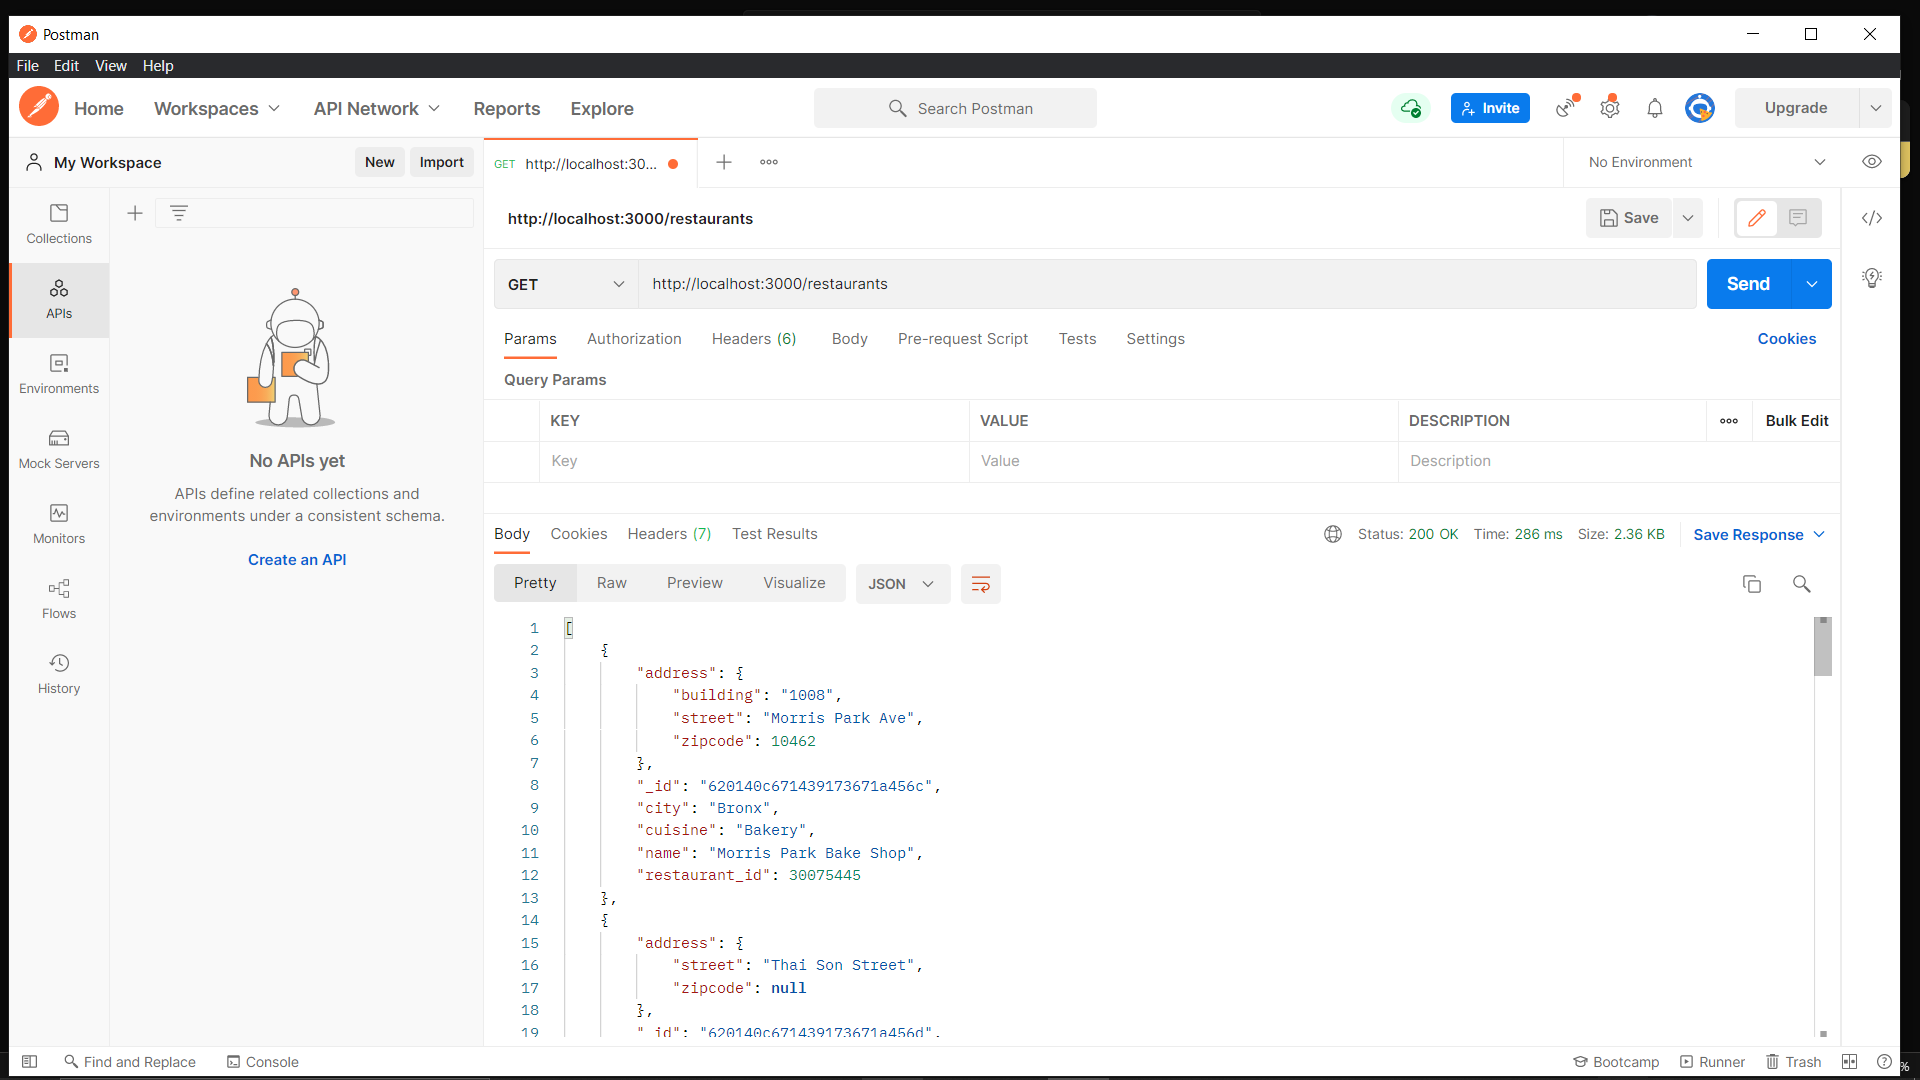 Postman
File Edit View Help
Home Workspaces API Network Reports Explore Search Postman Invite Upgrade
My Workspace New Import GET http://localhost:30... No Environment
http://localhost:3000/restaurants Save
Collections
APIs
Environments
Mock Servers
Monitors
Flows
History
No APIs yet
APIs define related collections and
environments under a consistent schema.
Create an API
GET http://localhost:3000/restaurants Send
Params Authorization Headers (6) Body Pre-request Script Tests Settings Cookies
Query Params
KEY VALUE DESCRIPTION Bulk Edit
Key Value Description
Body Cookies Headers (7) Test Results Status: 200 OK Time: 286 ms Size: 2.36 KB Save Response
Pretty Raw Preview Visualize JSON
1 [
2 {
3 "address": {
4 "building": "1008",
5 "street": "Morris Park Ave",
6 "zipcode": 10462
7 },
8 "_id": "620140c671439173671a456c",
9 "city": "Bronx",
10 "cuisine": "Bakery",
11 "name": "Morris Park Bake Shop",
12 "restaurant_id": 30075445
13 },
14 {
15 "address": {
16 "street": "Thai Son Street",
17 "zipcode": null
18 },
19 "_id": "620140c671439173671a456d",
Find and Replace Console Bootcamp Runner Trash
%